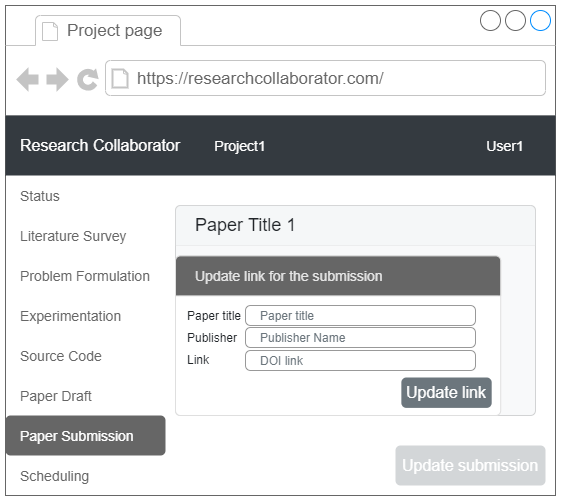 Project page
https://researchcollaborator.com/
Research Collaborator Project1 User1
Status
Literature Survey
Problem Formulation
Experimentation
Source Code
Paper Draft
Paper Submission
Scheduling
Paper Title 1
Update link for the submission
Paper title Paper title
Publisher Publisher Name
Link DOI link
Update link
Update submission